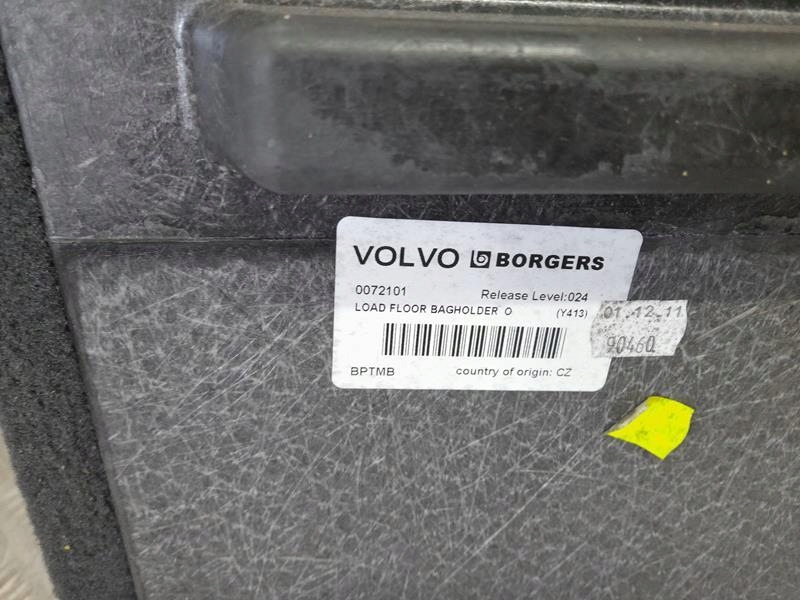 VOLVO BORGERS
0072101 Release Level:024
LOAD FLOOR BAGHOLDER O (Y413)
BPTMB country of origin: CZ
01.12.11
90460